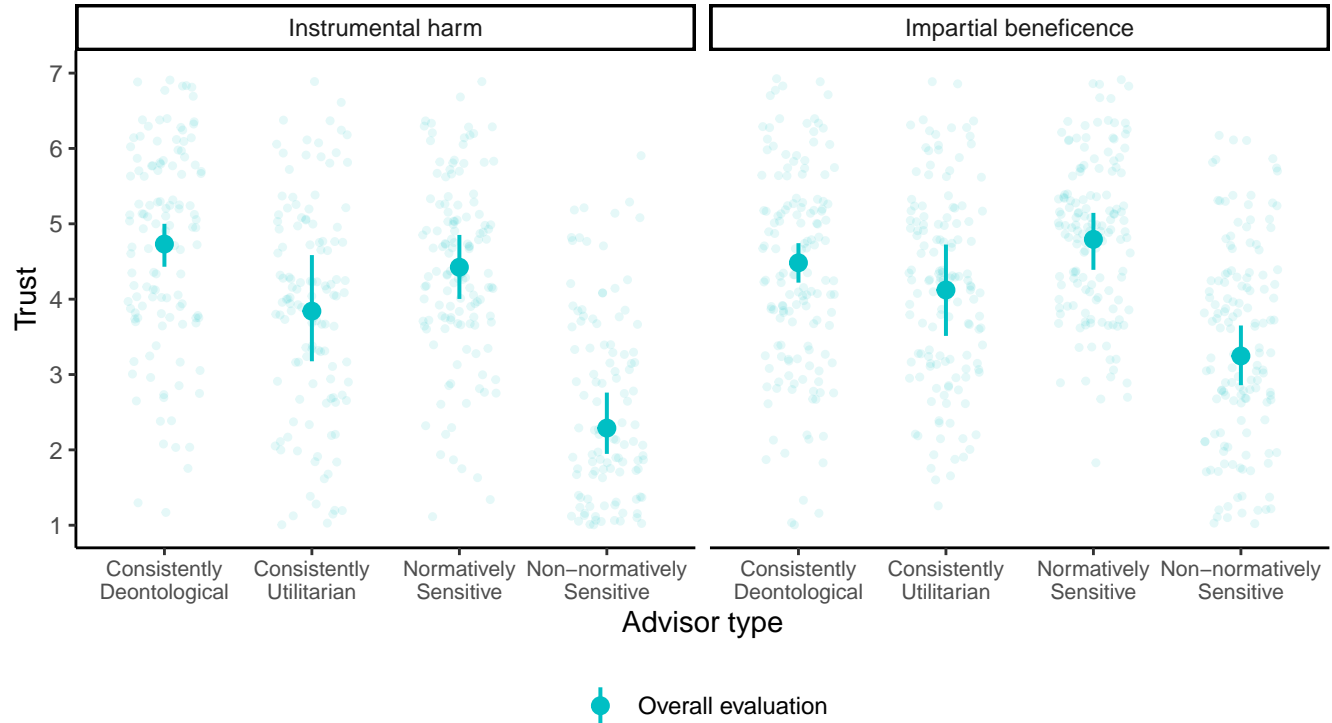 Instrumental harm
Impartial beneficence
Trust
7
6
5
4
3
2
1
Consistently
Deontological
Consistently
Utilitarian
Normatively
Sensitive
Non−normatively
Sensitive
Consistently
Deontological
Consistently
Utilitarian
Normatively
Sensitive
Non−normatively
Sensitive
Advisor type
Overall evaluation